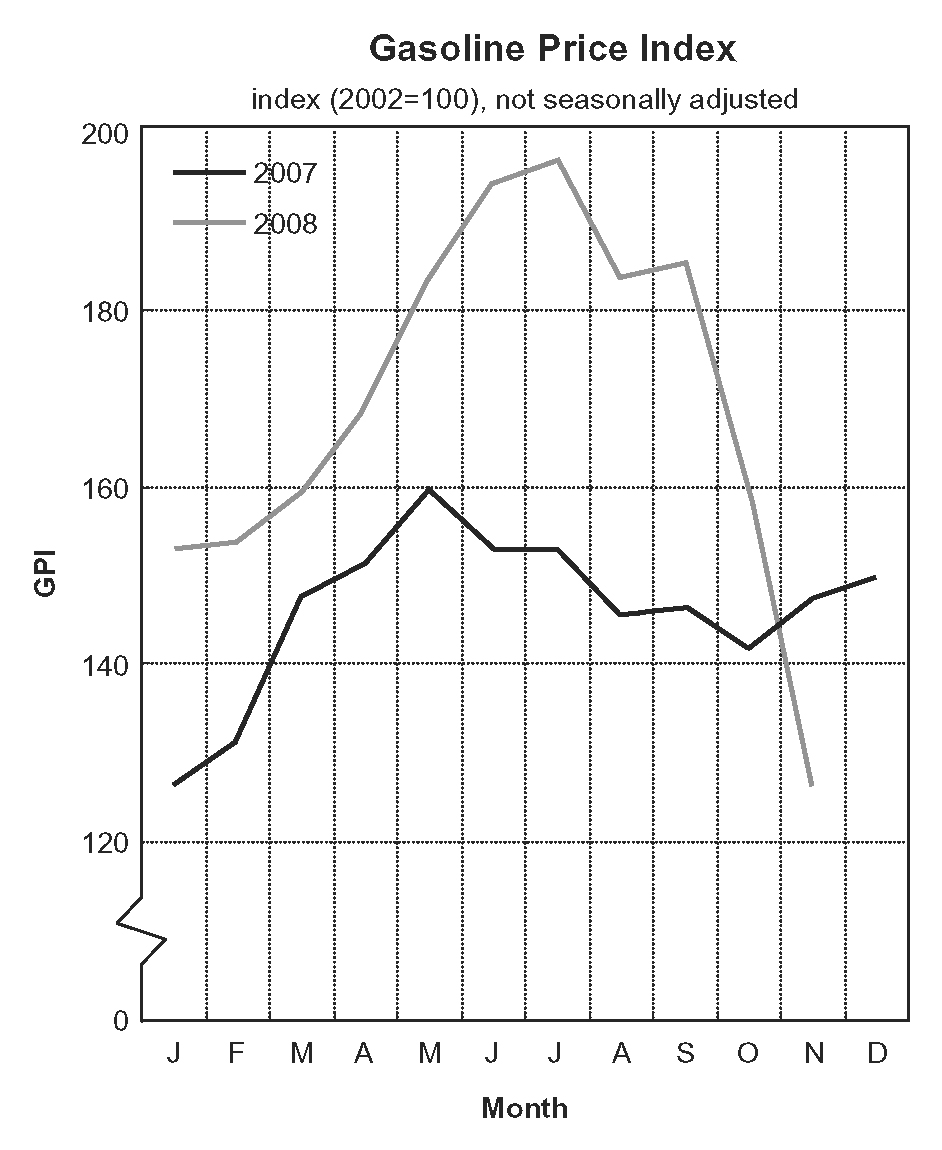 Gasoline Price Index
index (2002=100), not seasonally adjusted
200
2007
2008
180
160
GPI
140
120
0
J F M A M J J A S O N D
Month